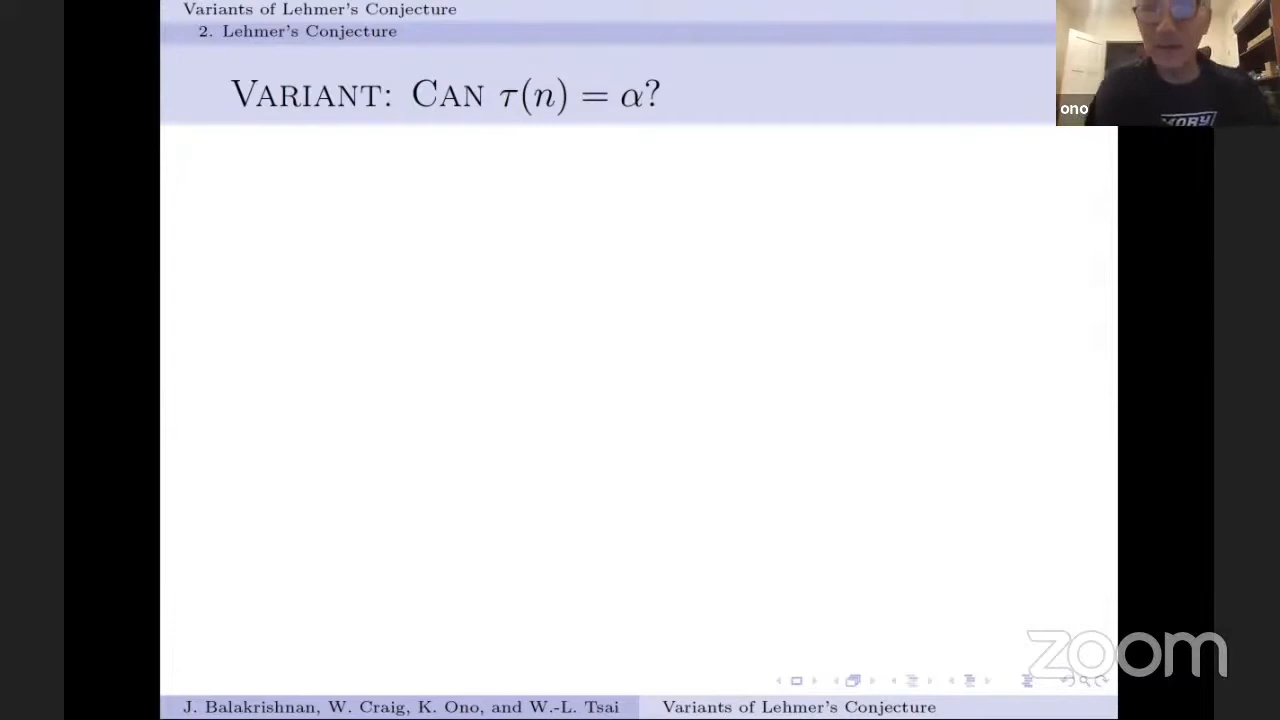 Variants of Lehmer's Conjecture
2. Lehmer's Conjecture
VARIANT: CAN τ(n) = α?
ono
zoom
J. Balakrishnan, W. Craig, K. Ono, and W.-L. Tsai
Variants of Lehmer's Conjecture